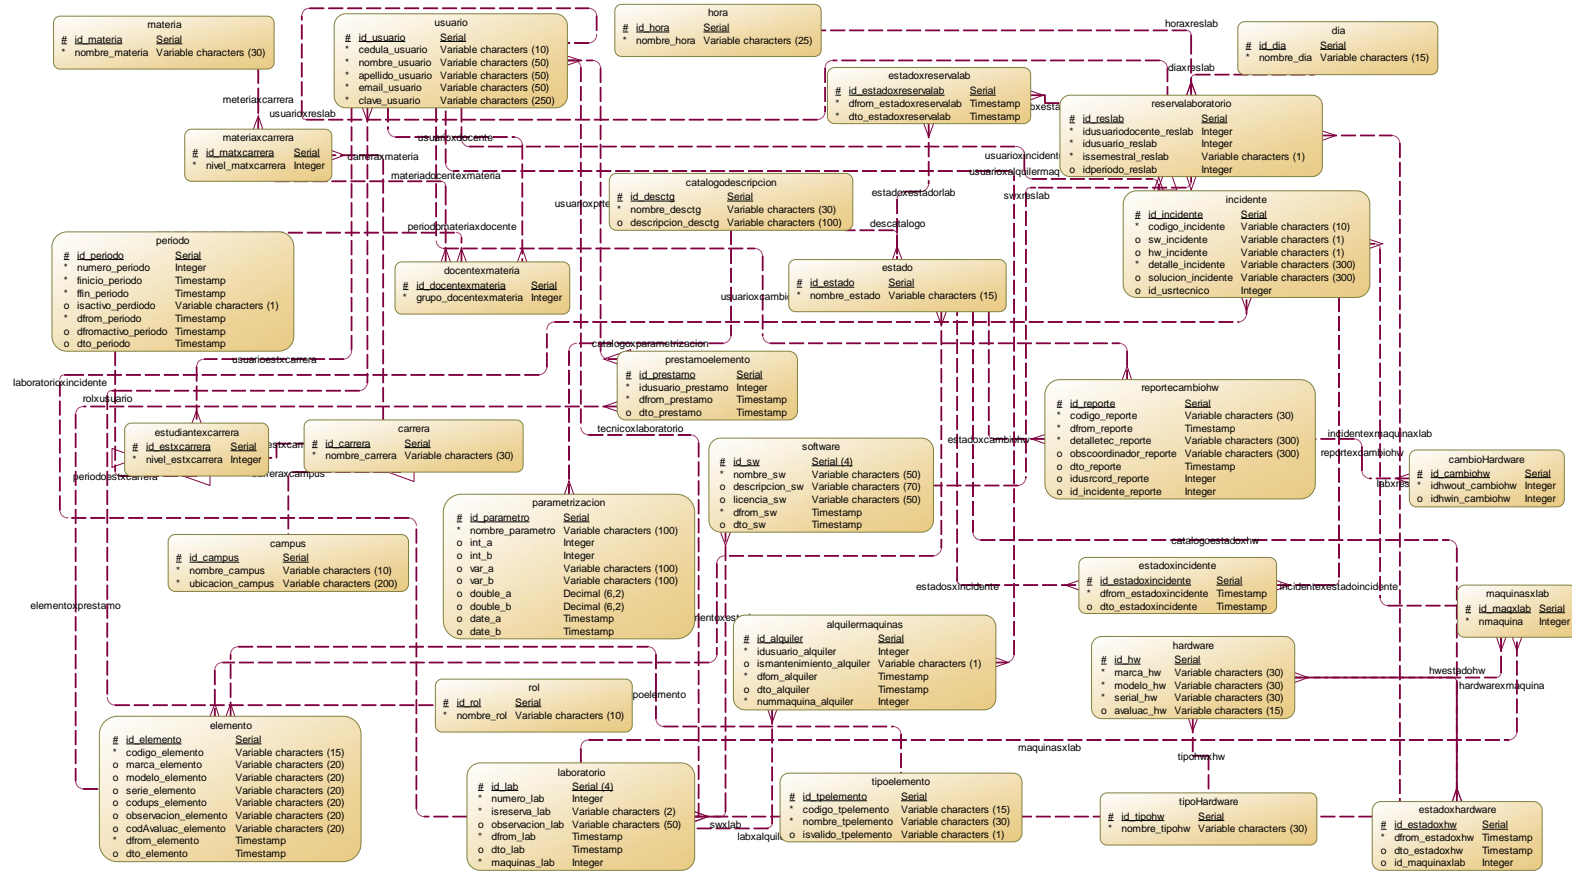 materia
# id_materia Serial
* nombre_materia Variable characters (30)
usuario
# id_usuario Serial
* cedula_usuario Variable characters (10)
* nombre_usuario Variable characters (50)
* apellido_usuario Variable characters (50)
* email_usuario Variable characters (50)
* clave_usuario Variable characters (250)
hora
# id_hora Serial
* nombre_hora Variable characters (25)
horaxreslab
dia
# id_dia Serial
* nombre_dia Variable characters (15)
diaxreslab
estadoxreservalab
# id_estadoxreservalab Serial
* dfrom_estadoxreservalab Timestamp
* dto_estadoxreservalab Timestamp
reservalaboratorio
# id_reslab Serial
* idusuariodocente_reslab Integer
* idusuario_reslab Integer
* issemestral_reslab Variable characters (1)
o idperiodo_reslab Integer
meteriaxcarrera
usuarioxreslab
materiaxcarrera
# id_matxcarrera Serial
* nivel_matxcarrera Integer
carreraxmateria
usuarioxdocente
materiadocentexmateria
usuarioxincidente
usuarioxalquilermaq
catalogodescripcion
# id_desctg Serial
* nombre_desctg Variable characters (30)
o descripcion_desctg Variable characters (100)
estadoxestadorlab
swxreslab
descatalogo
incidente
# id_incidente Serial
* codigo_incidente Variable characters (10)
o sw_incidente Variable characters (1)
o hw_incidente Variable characters (1)
* detalle_incidente Variable characters (300)
o solucion_incidente Variable characters (300)
o id_usrtecnico Integer
periodomateriaxdocente
periodo
# id_periodo Serial
* numero_periodo Integer
* finicio_periodo Timestamp
* ffin_periodo Timestamp
o isactivo_perdiodo Variable characters (1)
* dfrom_periodo Timestamp
o dfromactivo_periodo Timestamp
o dto_periodo Timestamp
docentexmateria
# id_docentexmateria Serial
* grupo_docentexmateria Integer
estado
# id_estado Serial
* nombre_estado Variable characters (15)
usuarioxcambi
catalogoxparametrizacion
usuarioestxcarrera
laboratorioxincidente
rolxusuario
prestamoelemento
# id_prestamo Serial
* idusuario_prestamo Integer
* dfrom_prestamo Timestamp
o dto_prestamo Timestamp
reportecambiohw
# id_reporte Serial
* codigo_reporte Variable characters (30)
* dfrom_reporte Timestamp
* detalletec_reporte Variable characters (300)
o obscoordinador_reporte Variable characters (300)
o dto_reporte Timestamp
o idusrcord_reporte Integer
o id_incidente_reporte Integer
estudiantexcarrera
# id_estxcarrera Serial
* nivel_estxcarrera Integer
periodoestxcarrera
carrera
# id_carrera Serial
* nombre_carrera Variable characters (30)
tecnicoxlaboratorio
estadoxcambiohw
incidentexmaquinaxlab
reportexcambiohw
software
# id_sw Serial (4)
* nombre_sw Variable characters (50)
o descripcion_sw Variable characters (70)
o licencia_sw Variable characters (50)
* dfrom_sw Timestamp
o dto_sw Timestamp
cambioHardware
# id_cambiohw Serial
* idhwout_cambiohw Integer
o idhwin_cambiohw Integer
parametrizacion
# id_parametro Serial
* nombre_parametro Variable characters (100)
o int_a Integer
o int_b Integer
o var_a Variable characters (100)
o var_b Variable characters (100)
o double_a Decimal (6,2)
o double_b Decimal (6,2)
o date_a Timestamp
o date_b Timestamp
campus
# id_campus Serial
* nombre_campus Variable characters (10)
* ubicacion_campus Variable characters (200)
catalogoestadoxhw
estadoxincidente
# id_estadoxincidente Serial
* dfrom_estadoxincidente Timestamp
o dto_estadoxincidente Timestamp
estadosxincidente
incidentexestadoincidente
elementoxprestamo
maquinasxlab
# id_maqxlab Serial
* nmaquina Integer
alquilermaquinas
# id_alquiler Serial
* idusuario_alquiler Integer
o ismantenimiento_alquiler Variable characters (1)
* dfom_alquiler Timestamp
o dto_alquiler Timestamp
* nummaquina_alquiler Integer
hardware
# id_hw Serial
* marca_hw Variable characters (30)
* modelo_hw Variable characters (30)
* serial_hw Variable characters (30)
o avaluac_hw Variable characters (15)
hwestadohw
hardwarexmaquina
rol
# id_rol Serial
* nombre_rol Variable characters (10)
poelemento
elemento
# id_elemento Serial
* codigo_elemento Variable characters (15)
o marca_elemento Variable characters (20)
o modelo_elemento Variable characters (20)
o serie_elemento Variable characters (20)
o codups_elemento Variable characters (20)
o observacion_elemento Variable characters (20)
o codAvaluac_elemento Variable characters (20)
* dfrom_elemento Timestamp
o dto_elemento Timestamp
maquinasxlab
tipohwxhw
laboratorio
# id_lab Serial (4)
* numero_lab Integer
* isreserva_lab Variable characters (2)
o observacion_lab Variable characters (50)
* dfrom_lab Timestamp
o dto_lab Timestamp
* maquinas_lab Integer
swxlab
labxalquil
tipoelemento
# id_tpelemento Serial
* codigo_tpelemento Variable characters (15)
* nombre_tpelemento Variable characters (30)
o isvalido_tpelemento Variable characters (1)
tipoHardware
# id_tipohw Serial
* nombre_tipohw Variable characters (30)
estadoxhardware
# id_estadoxhw Serial
* dfrom_estadoxhw Timestamp
o dto_estadoxhw Timestamp
o id_maquinaxlab Integer